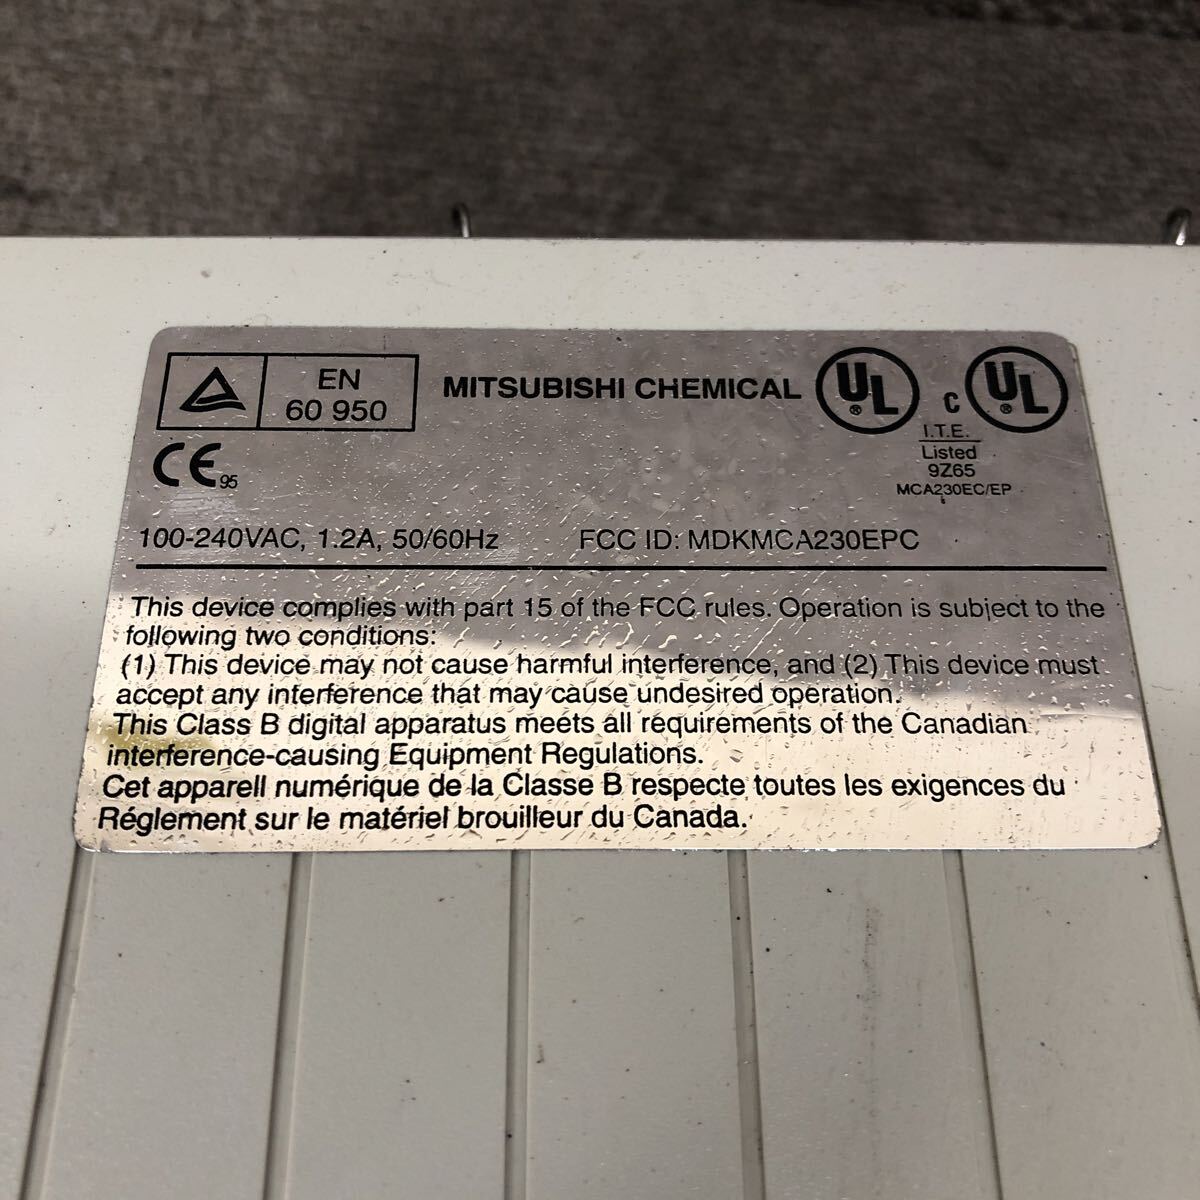 EN
60 950
MITSUBISHI CHEMICAL
UL ®
C
UL ®
I.T.E.
Listed
9Z65
MCA230EC/EP
CE 95
100-240VAC, 1.2A, 50/60Hz FCC ID: MDKMCA230EPC
This device complies with part 15 of the FCC rules. Operation is subject to the
following two conditions:
(1) This device may not cause harmful interference, and (2) This device must
accept any interference that may cause undesired operation.
This Class B digital apparatus meets all requirements of the Canadian
interference-causing Equipment Regulations.
Cet apparell numérique de la Classe B respecte toutes les exigences du
Réglement sur le matériel brouilleur du Canada.